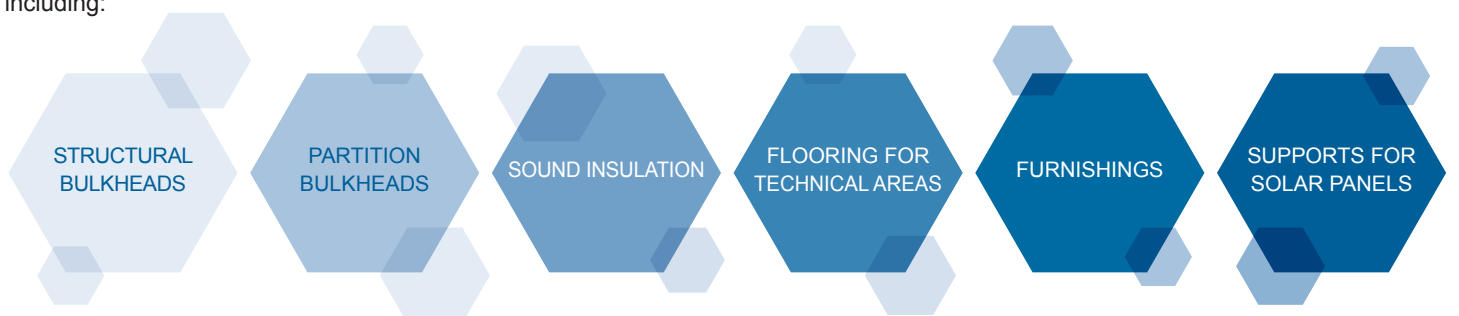 including:
STRUCTURAL
BULKHEADS
PARTITION
BULKHEADS
SOUND INSULATION
FLOORING FOR
TECHNICAL AREAS
FURNISHINGS
SUPPORTS FOR
SOLAR PANELS